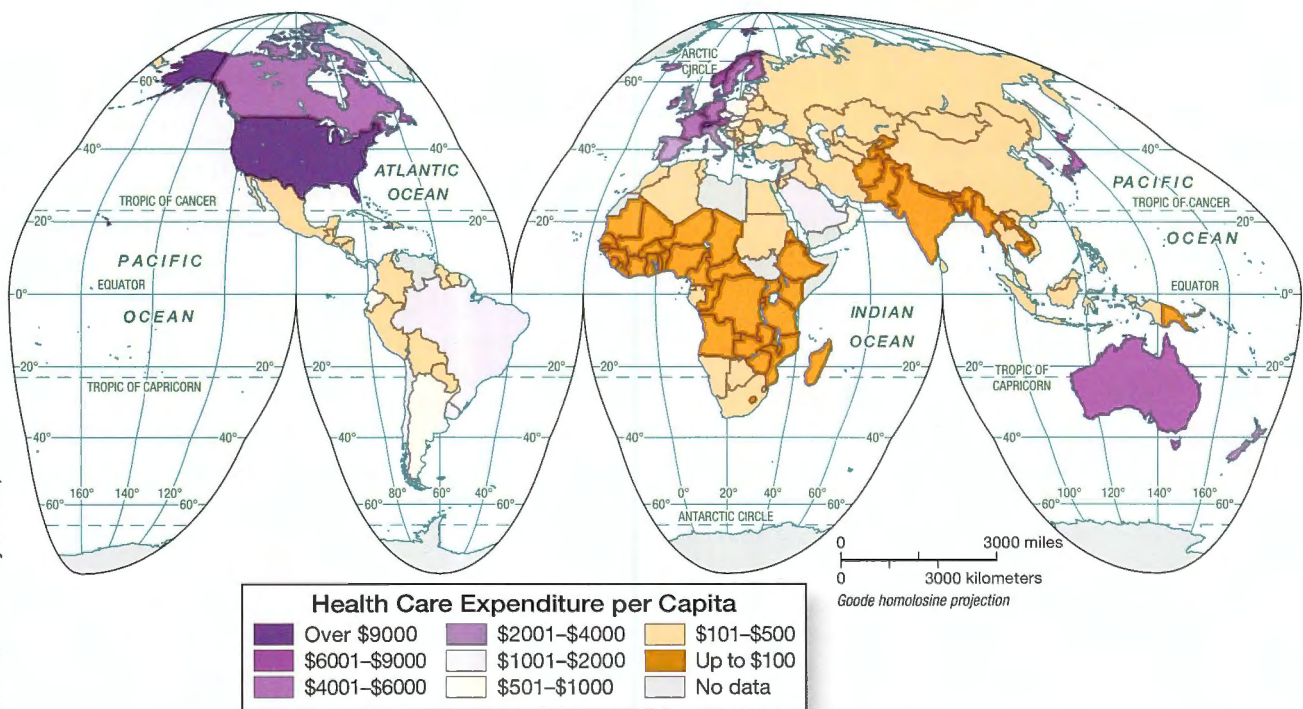 ARCTIC
CIRCLE
60°
60°
40°
ATLANTIC
OCEAN
40°
40°
PACIFIC
TROPIC OF CANCER
TROPIC OF CANCER
20°
20°
20°
OCEAN
PACIFIC
EQUATOR
EQUATOR
0°
0°
0°
0°
OCEAN
INDIAN
OCEAN
20°
20°
20°
20°
20°
TROPIC OF CAPRICORN
TROPIC OF
CAPRICORN
40°
40°
40°
40°
40°
60°
160°
140°
120°
60°
80°
60°
40°
60°
60°
0°
20°
40°
60°
60°
100°
120°
140°
160°
60°
ANTARCTIC CIRCLE
0 3000 miles
0 3000 kilometers
Goode homolosine projection
Health Care Expenditure per Capita
Over $9000
$2001–$4000
$101–$500
$6001–$9000
$1001–$2000
Up to $100
$4001–$6000
$501–$1000
No data